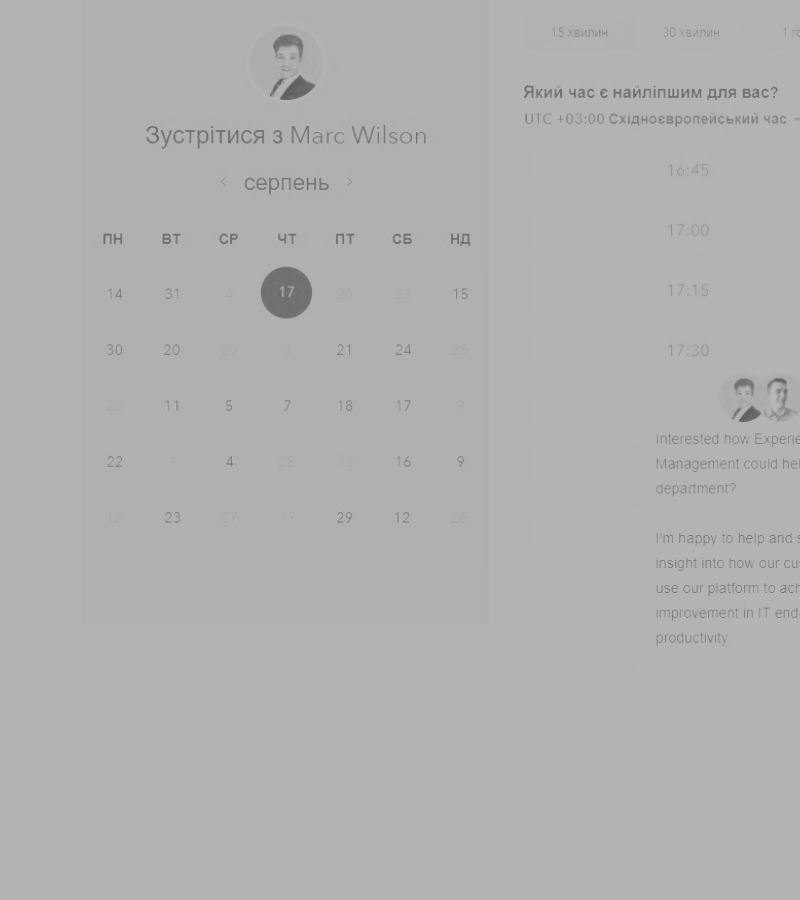 15 хвилин 30 хвилин 1 го
Який час є найліпшим для вас?
UTC +03:00 Східноєвропейський час
Зустрітися з Marc Wilson
серпень
ПН ВТ СР ЧТ ПТ СБ НД
14 31 4 17 20 23 15
30 20 20 3 21 24 25
22 11 5 7 18 17 9
22 1 4 28 10 16 9
12 23 27 17 29 12 26
16:45
17:00
17:15
17:30
Interested how Experie
Management could hel
department?
I'm happy to help and s
insight into how our cu
use our platform to ach
improvement in IT end-
productivity.